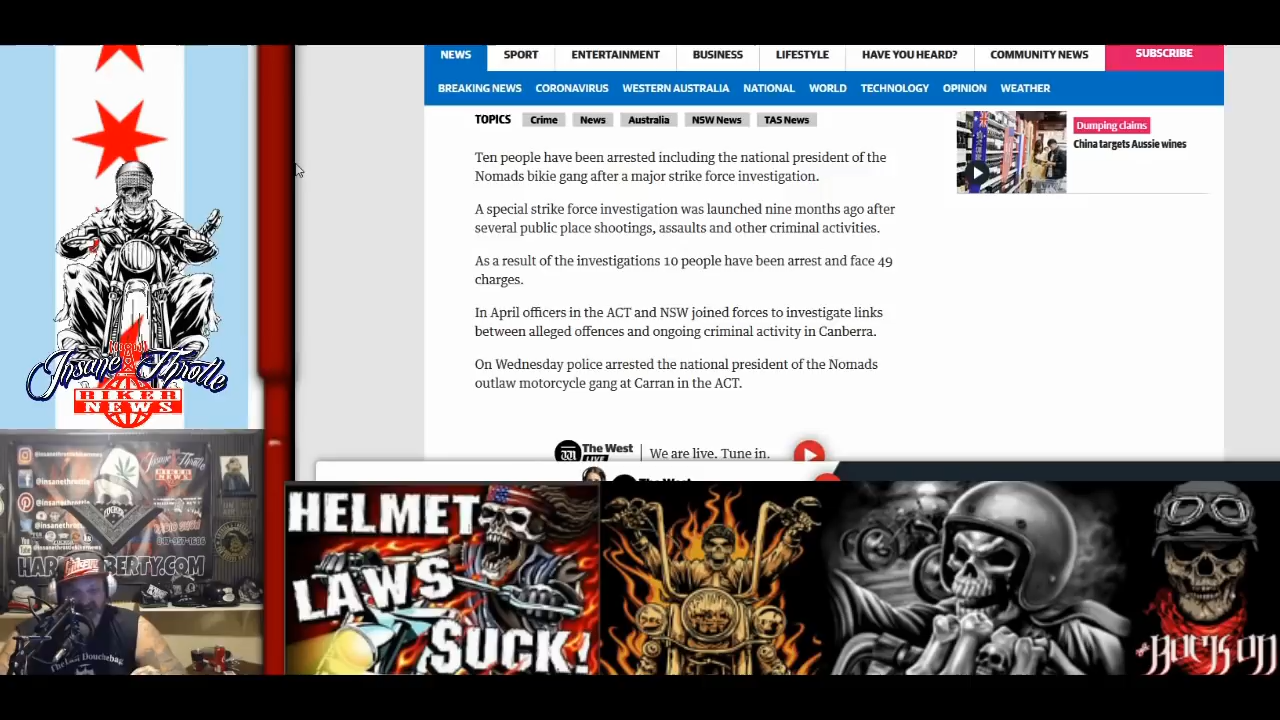 NEWS SPORT ENTERTAINMENT BUSINESS LIFESTYLE HAVE YOU HEARD? COMMUNITY NEWS SUBSCRIBE
BREAKING NEWS CORONAVIRUS WESTERN AUSTRALIA NATIONAL WORLD TECHNOLOGY OPINION WEATHER
TOPICS Crime News Australia NSW News TAS News
Ten people have been arrested including the national president of the
Nomads bikie gang after a major strike force investigation.
A special strike force investigation was launched nine months ago after
several public place shootings, assaults and other criminal activities.
As a result of the investigations 10 people have been arrest and face 49
charges.
In April officers in the ACT and NSW joined forces to investigate links
between alleged offences and ongoing criminal activity in Canberra.
On Wednesday police arrested the national president of the Nomads
outlaw motorcycle gang at Carran in the ACT.
Dumping claims
China targets Aussie wines
The West
LIVE
We are live. Tune in.
Insane Throttle
BIKER
NEWS
@insanethrottlebikernews
@insanethrottle
HELMET
LAWS
SUCK!
ROCK ON